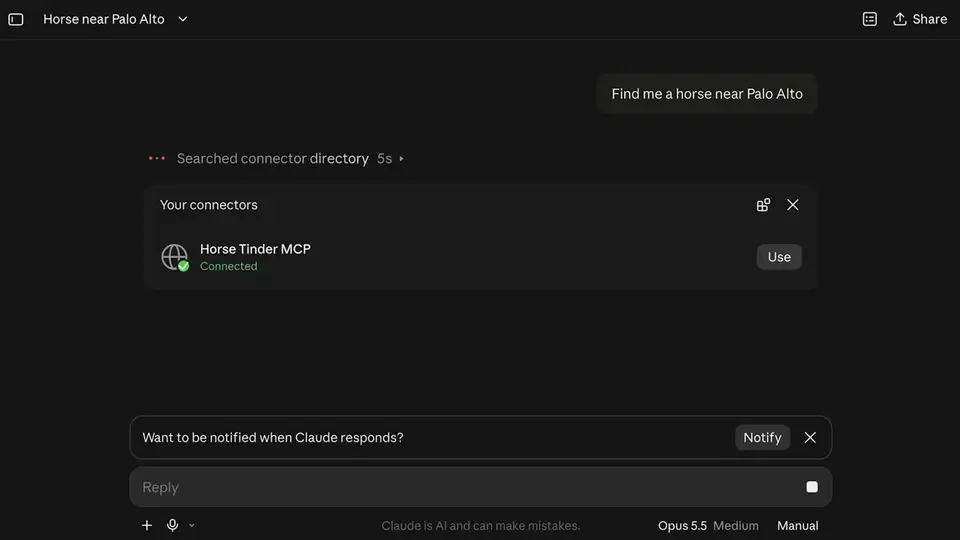 Horse near Palo Alto
Share
Find me a horse near Palo Alto
Searched connector directory 5s
Your connectors
Horse Tinder MCP
Connected
Use
Want to be notified when Claude responds?
Notify
Reply
Claude is AI and can make mistakes.
Opus 5.5 Medium
Manual